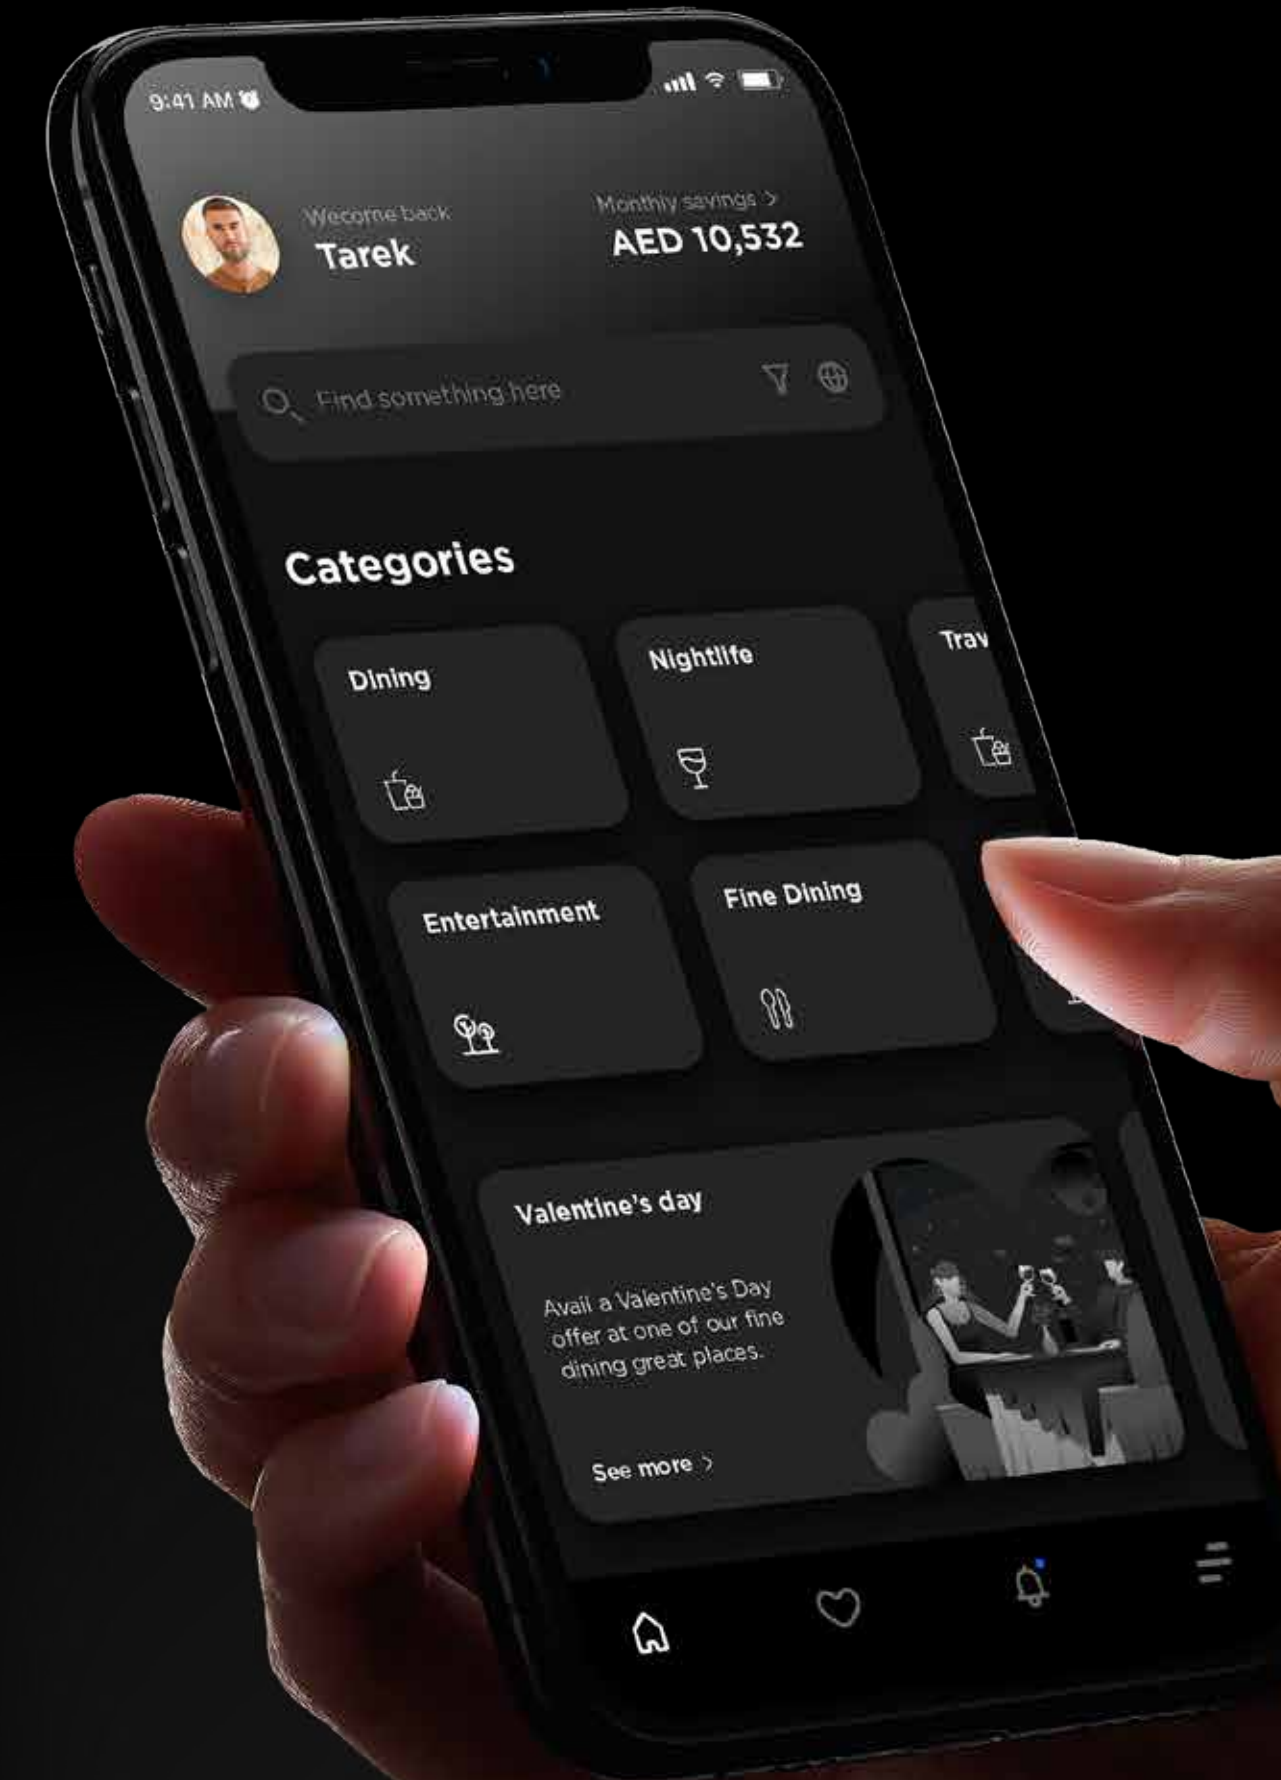 9:41 AM
Wecome back
Tarek
Monthly savings >
AED 10,532
Find something here
Categories
Dining
Nightlife
Trav
Entertainment
Fine Dining
Valentine's day
Avail a Valentine's Day
offer at one of our fine
dining great places.
See more >